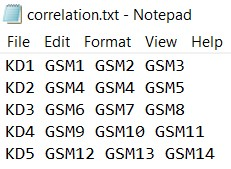 correlation.txt - Notepad
File Edit Format View Help
KD1 GSM1 GSM2 GSM3
KD2 GSM4 GSM4 GSM5
KD3 GSM6 GSM7 GSM8
KD4 GSM9 GSM10 GSM11
KD5 GSM12 GSM13 GSM14